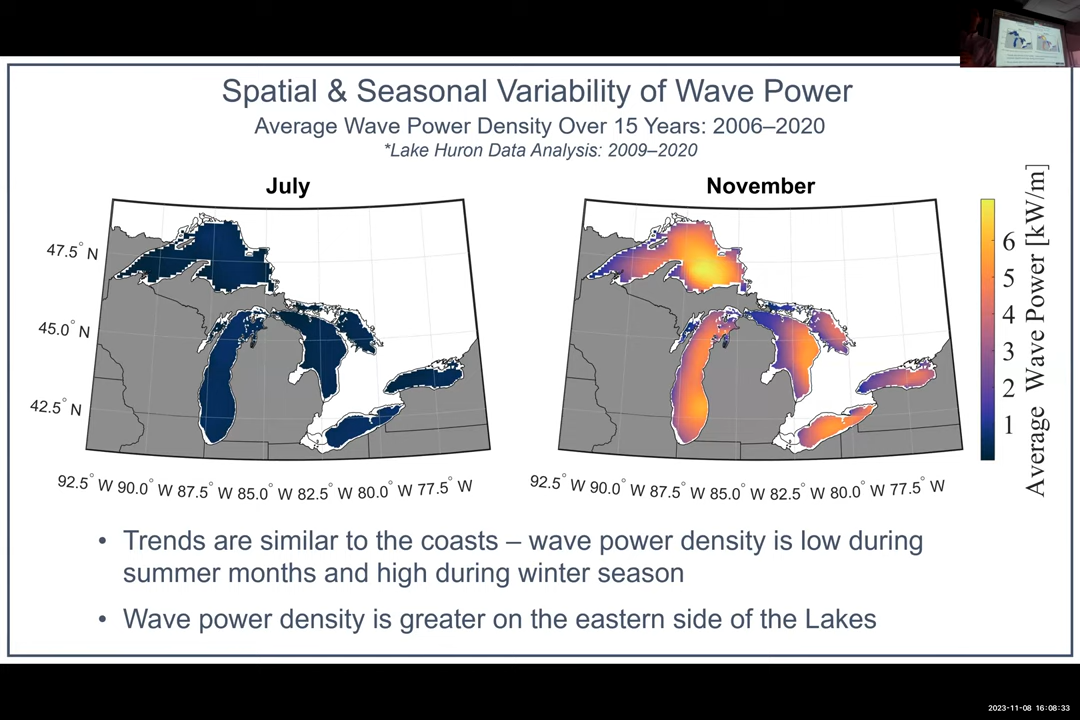 Spatial & Seasonal Variability of Wave Power
Average Wave Power Density Over 15 Years: 2006–2020
*Lake Huron Data Analysis: 2009–2020
July
November
47.5° N
45.0° N
42.5° N
92.5° W 90.0° W 87.5° W 85.0° W 82.5° W 80.0° W 77.5° W
92.5° W 90.0° W 87.5° W 85.0° W 82.5° W 80.0° W 77.5° W
6
5
4
3
2
1
Average Wave Power [kW/m]
• Trends are similar to the coasts – wave power density is low during
summer months and high during winter season
• Wave power density is greater on the eastern side of the Lakes
2023-11-08 16:08:33